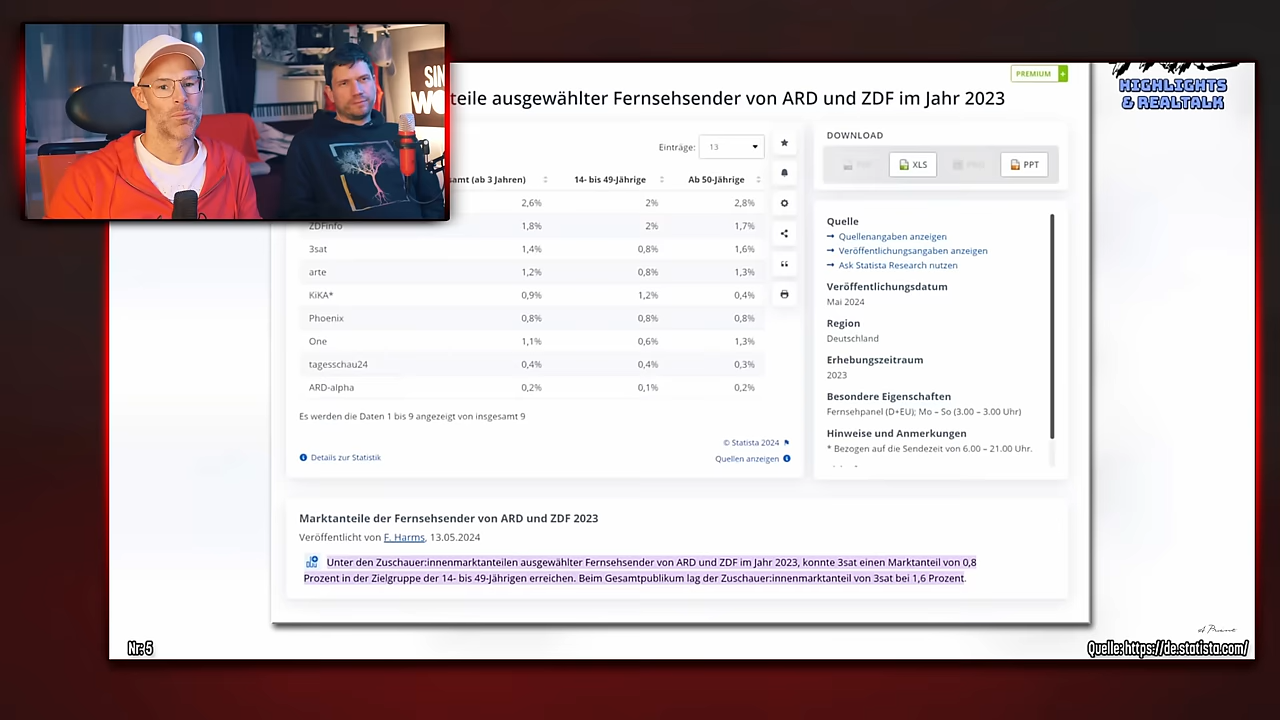 SIN
WO
HIGHLIGHTS
& REALTALK
PREMIUM +
teile ausgewählter Fernsehsender von ARD und ZDF im Jahr 2023
Einträge: 13
samt (ab 3 Jahren) 14- bis 49-Jährige Ab 50-Jährige
2,6% 2% 2,8%
ZDFinfo 1,8% 2% 1,7%
3sat 1,4% 0,8% 1,6%
arte 1,2% 0,8% 1,3%
KiKA* 0,9% 1,2% 0,4%
Phoenix 0,8% 0,8% 0,8%
One 1,1% 0,6% 1,3%
tagesschau24 0,4% 0,4% 0,3%
ARD-alpha 0,2% 0,1% 0,2%
Es werden die Daten 1 bis 9 angezeigt von insgesamt 9
© Statista 2024
Details zur Statistik
Quellen anzeigen
DOWNLOAD
PDF XLS PNG PPT
Quelle
→ Quellenangaben anzeigen
→ Veröffentlichungsangaben anzeigen
→ Ask Statista Research nutzen
Veröffentlichungsdatum
Mai 2024
Region
Deutschland
Erhebungszeitraum
2023
Besondere Eigenschaften
Fernsehpanel (D+EU); Mo – So (3.00 – 3.00 Uhr)
Hinweise und Anmerkungen
* Bezogen auf die Sendezeit von 6.00 – 21.00 Uhr.
Marktanteile der Fernsehsender von ARD und ZDF 2023
Veröffentlicht von F. Harms, 13.05.2024
Unter den Zuschauer:innenmarktanteilen ausgewählter Fernsehsender von ARD und ZDF im Jahr 2023, konnte 3sat einen Marktanteil von 0,8
Prozent in der Zielgruppe der 14- bis 49-Jährigen erreichen. Beim Gesamtpublikum lag der Zuschauer:innenmarktanteil von 3sat bei 1,6 Prozent.
Nr: 5
Quelle: https://de.statista.com/